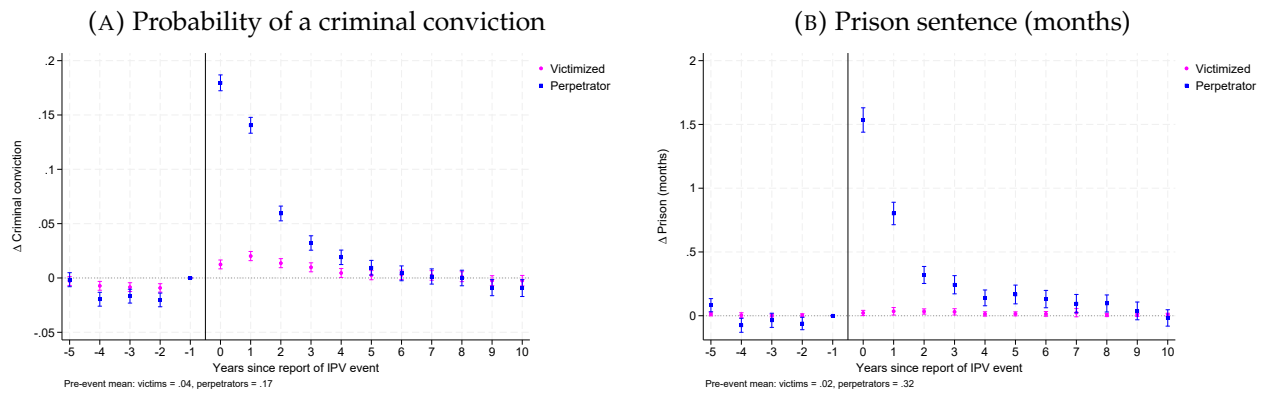 (A) Probability of a criminal conviction
.2
.15
.1
.05
0
-.05
Δ Criminal conviction
-5 -4 -3 -2 -1 0 1 2 3 4 5 6 7 8 9 10
Years since report of IPV event
Pre-event mean: victims = .04, perpetrators = .17
Victimized
Perpetrator
(B) Prison sentence (months)
2
1.5
1
.5
0
Δ Prison (months)
-5 -4 -3 -2 -1 0 1 2 3 4 5 6 7 8 9 10
Years since report of IPV event
Pre-event mean: victims = .02, perpetrators = .32
Victimized
Perpetrator